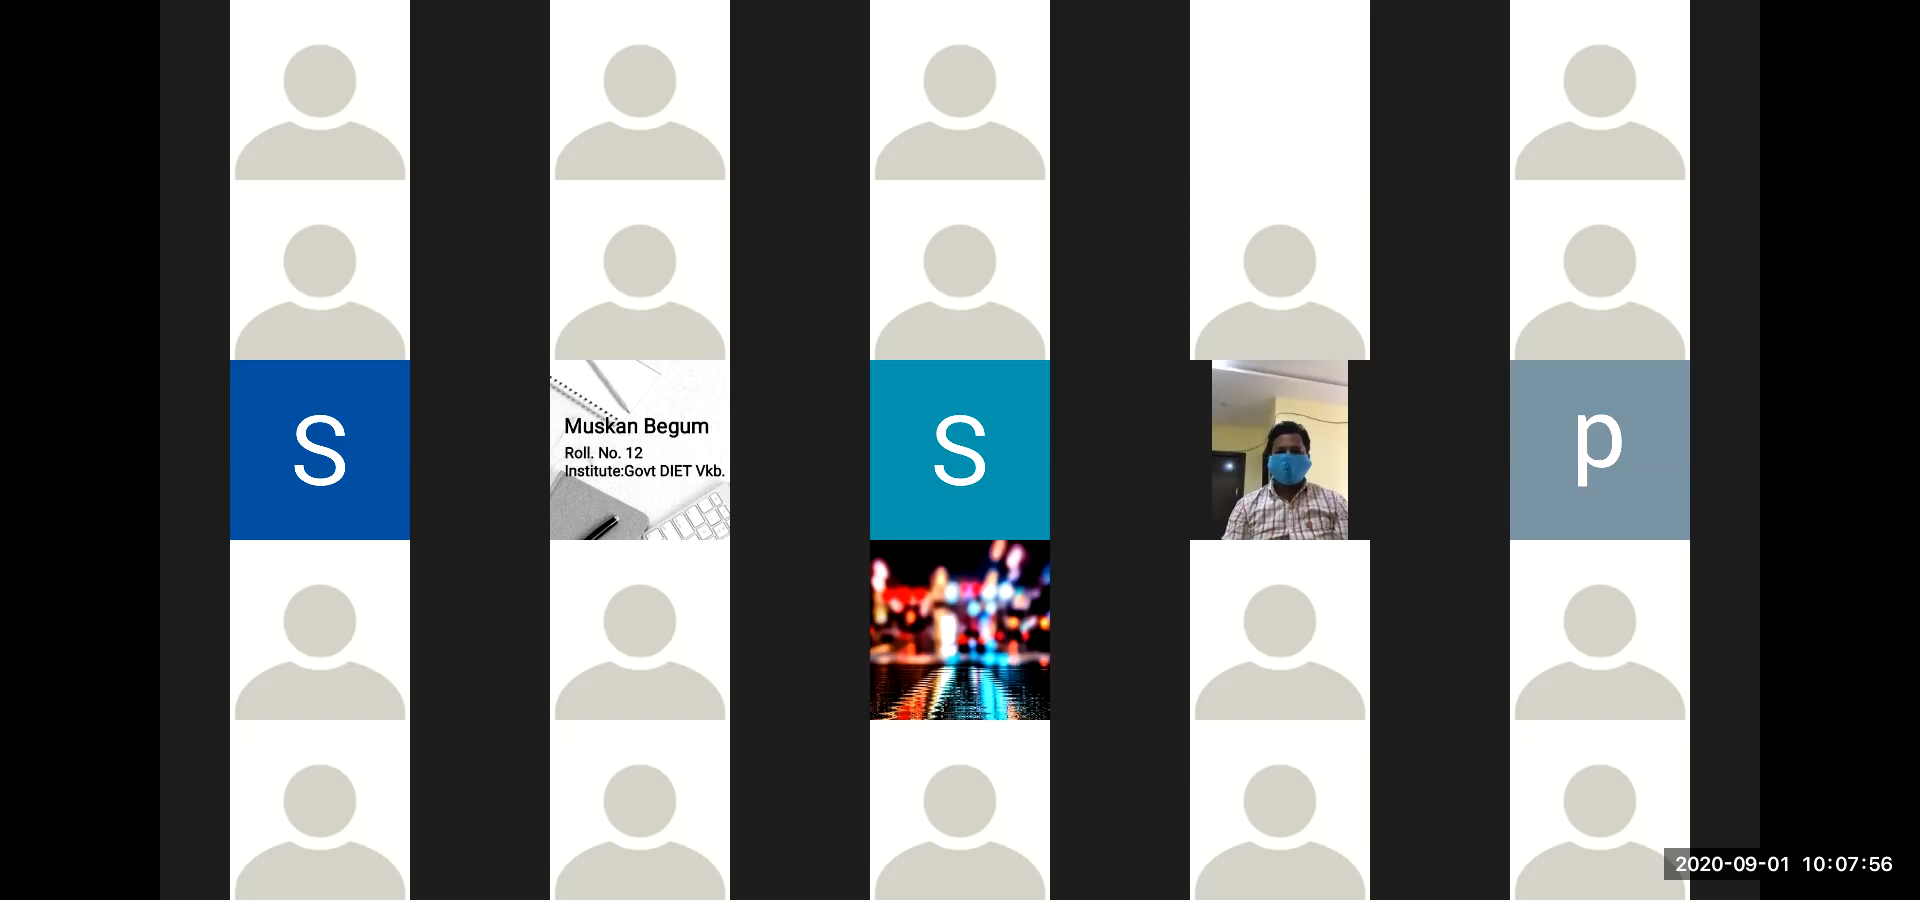 S
Muskan Begum
Roll. No. 12
Institute:Govt DIET Vkb.
S
p
2020-09-01 10:07:56